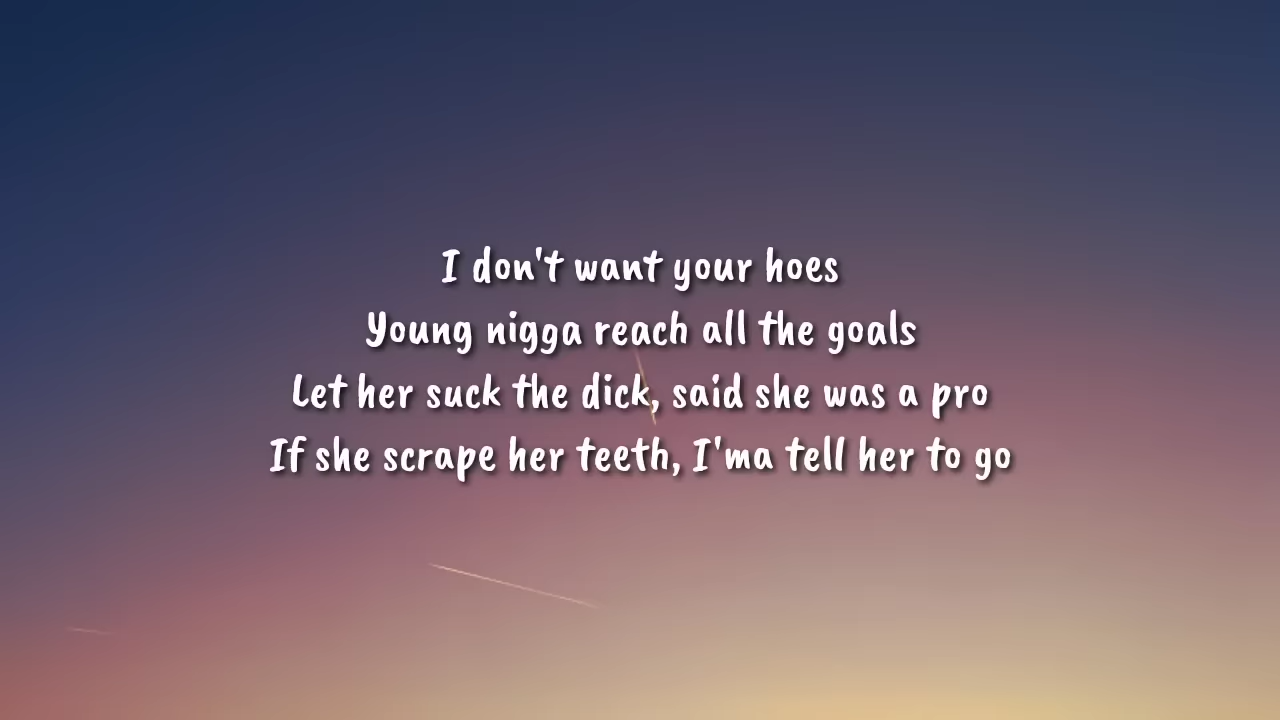 I don't want your hoes
Young nigga reach all the goals
Let her suck the dick, said she was a pro
If she scrape her teeth, I'ma tell her to go